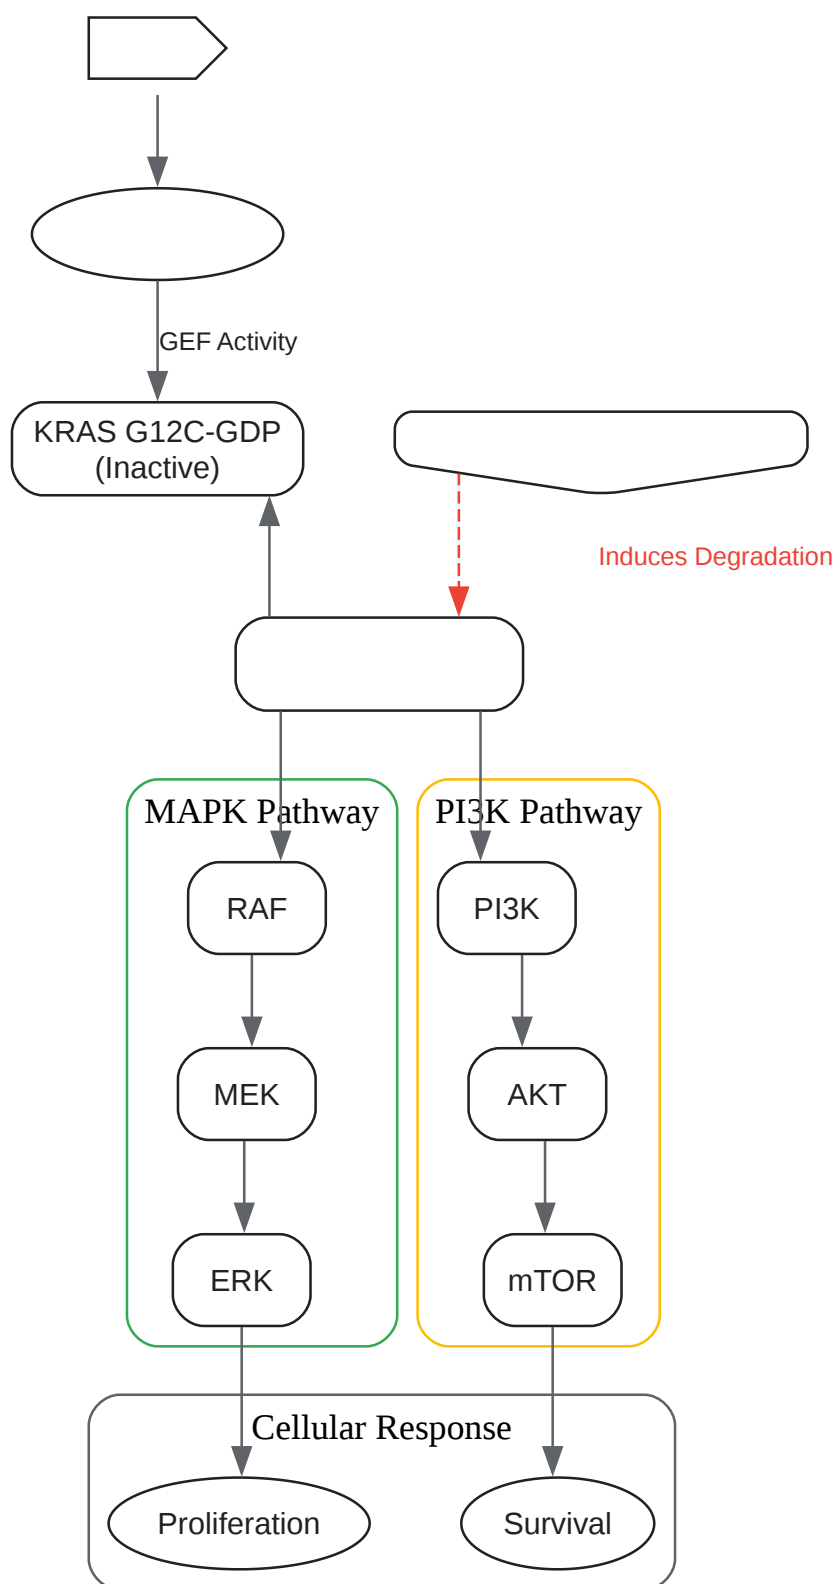 GEF Activity
KRAS G12C-GDP
(Inactive)
Induces Degradation
MAPK Pathway
PI3K Pathway
RAF
PI3K
MEK
AKT
ERK
mTOR
Cellular Response
Proliferation
Survival